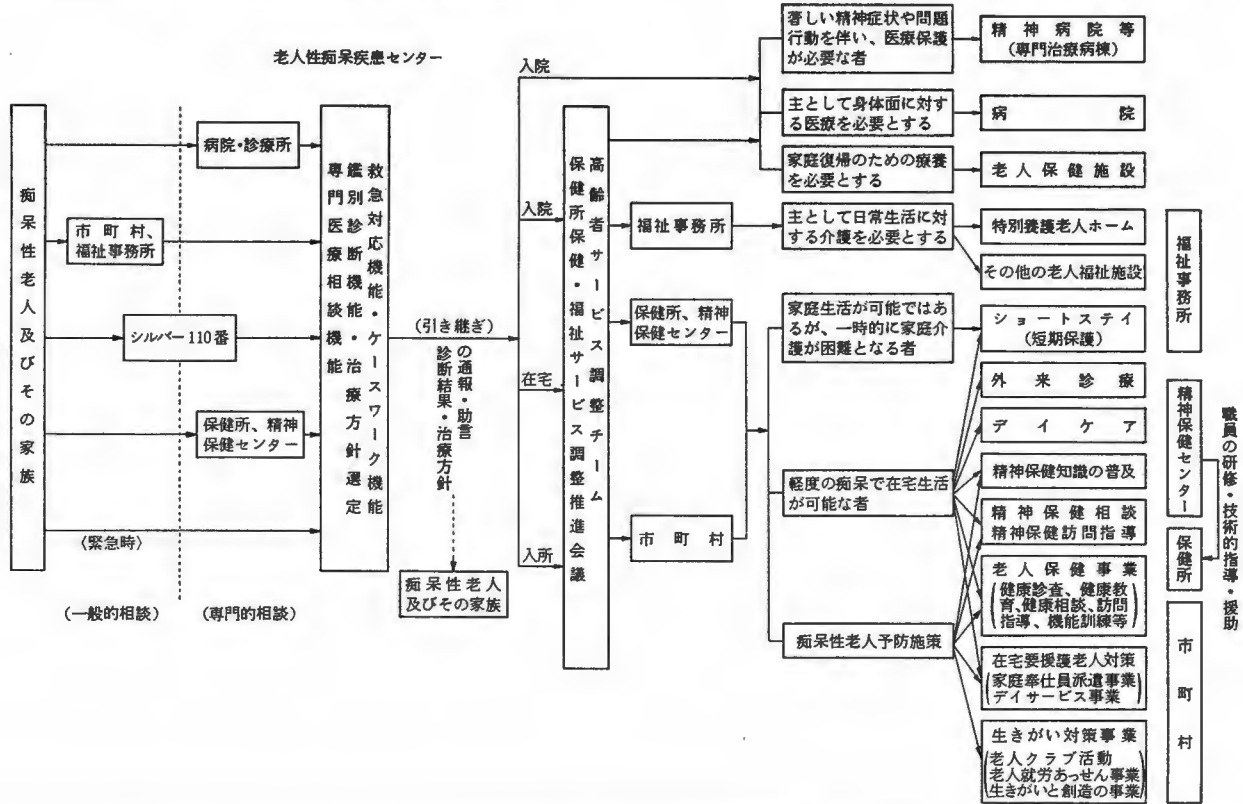 老人性痴呆疾患センター
痴呆性老人及びその家族
病院・診療所
市町村、
福祉事務所
シルバー110番
保健所、精神
保健センター
(緊急時)
(一般的相談)
(専門的相談)
救急対応機能・ケースワーク機能
鑑別診断機能・治療方針選定
専門医療相談機能
(引き継ぎ)
の通報・助言
診断結果・治療方針
痴呆性老人
及びその家族
入院
入院
在宅
入所
高齢者サービス調整チーム
保健所保健・福祉サービス調整推進会議
福祉事務所
保健所、精神
保健センター
市町村
著しい精神症状や問題
行動を伴い、医療保護
が必要な者
主として身体面に対す
る医療を必要とする
家庭復帰のための療養
を必要とする
主として日常生活に対
する介護を必要とする
家庭生活が可能ではあ
るが、一時的に家庭介
護が困難となる者
軽度の痴呆で在宅生活
が可能な者
痴呆性老人予防施策
精神病院等
(専門治療病棟)
病院
老人保健施設
特別養護老人ホーム
その他の老人福祉施設
ショートステイ
(短期保護)
外来診療
デイケア
精神保健知識の普及
精神保健相談
精神保健訪問指導
老人保健事業
(健康診査、健康教
育、健康相談、訪問
指導、機能訓練等)
在宅要援護老人対策
(家庭奉仕員派遣事業
デイサービス事業)
生きがい対策事業
(老人クラブ活動
老人就労あっせん事業
生きがいと創造の事業)
福祉事務所
精神保健センター
保健所
市町村
職員の研修・技術的指導・援助